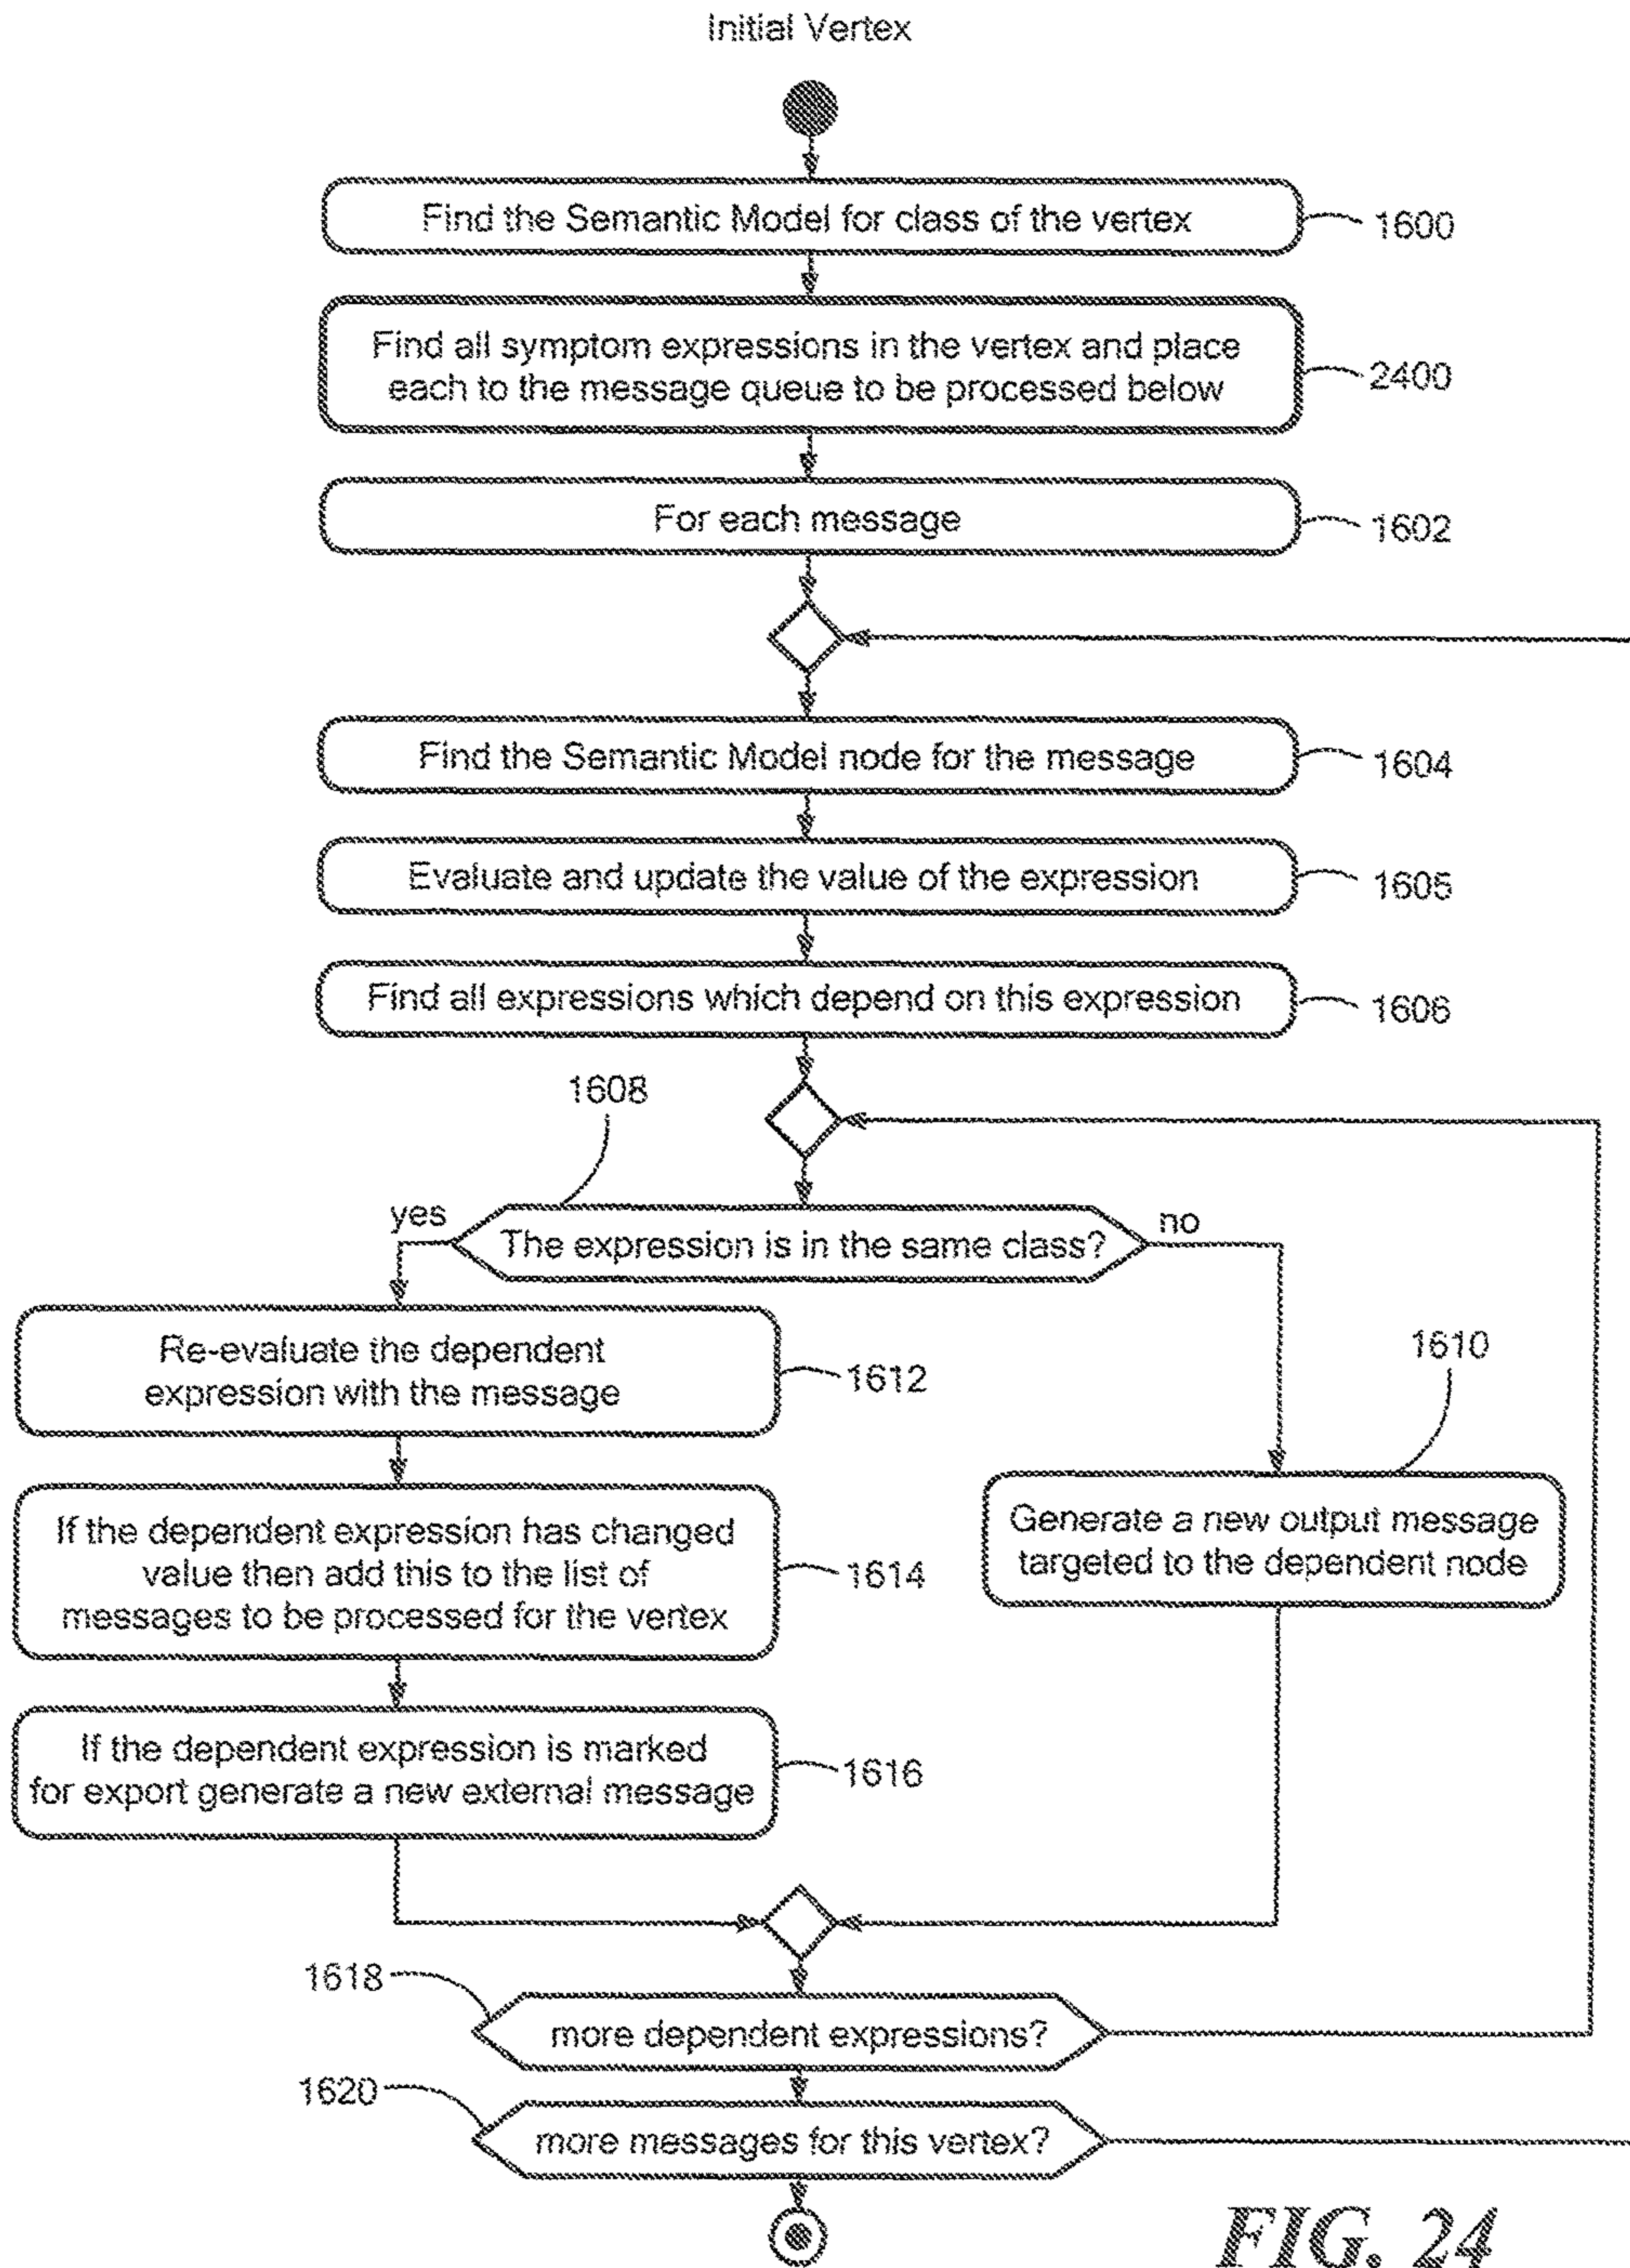 Initial Vertex
Find the Semantic Model for class of the vertex
1600
Find all symptom expressions in the vertex and place
each to the message queue to be processed below
2400
For each message
1602
Find the Semantic Model node for the message
1604
Evaluate and update the value of the expression
1605
Find all expressions which depend on this expression
1606
1608
yes
The expression is in the same class?
no
Re-evaluate the dependent
expression with the message
1612
1610
If the dependent expression has changed
value then add this to the list of
messages to be processed for the vertex
1614
Generate a new output message
targeted to the dependent node
If the dependent expression is marked
for export generate a new external message
1616
1618
more dependent expressions?
1620
more messages for this vertex?
FIG. 24